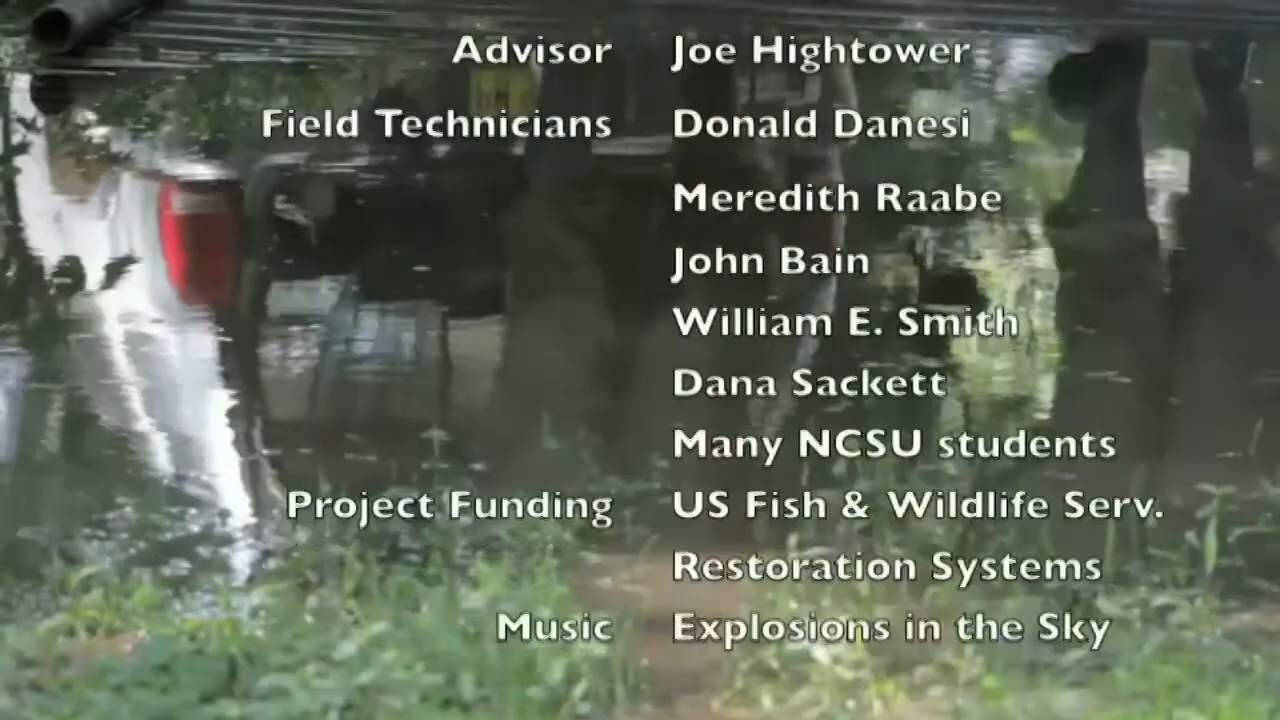 Advisor Joe Hightower
Field Technicians Donald Danesi
Meredith Raabe
John Bain
William E. Smith
Dana Sackett
Many NCSU students
Project Funding US Fish & Wildlife Serv.
Restoration Systems
Music Explosions in the Sky